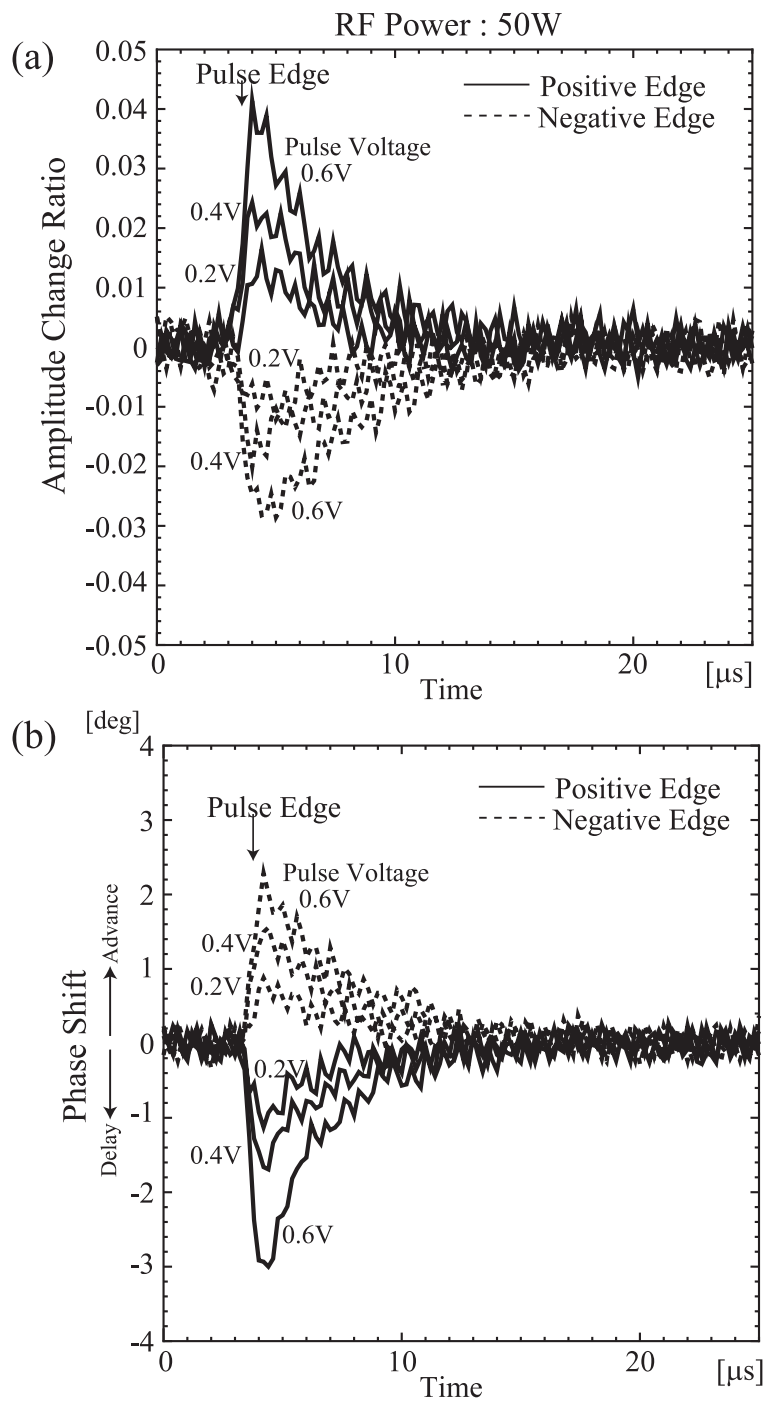 RF Power : 50W
(a)
0.05
0.04
0.03
0.02
0.01
0
-0.01
-0.02
-0.03
-0.04
-0.05
Amplitude Change Ratio
Pulse Edge
Positive Edge
Negative Edge
Pulse Voltage
0.6V
0.4V
0.2V
0.2V
0.4V
0.6V
0
10
20
Time
[μs]
(b)
[deg]
4
3
2
1
0
-1
-2
-3
-4
Phase Shift
Delay
Advance
Pulse Edge
Positive Edge
Negative Edge
Pulse Voltage
0.6V
0.4V
0.2V
0.2V
0.4V
0.6V
0
10
20
Time
[μs]